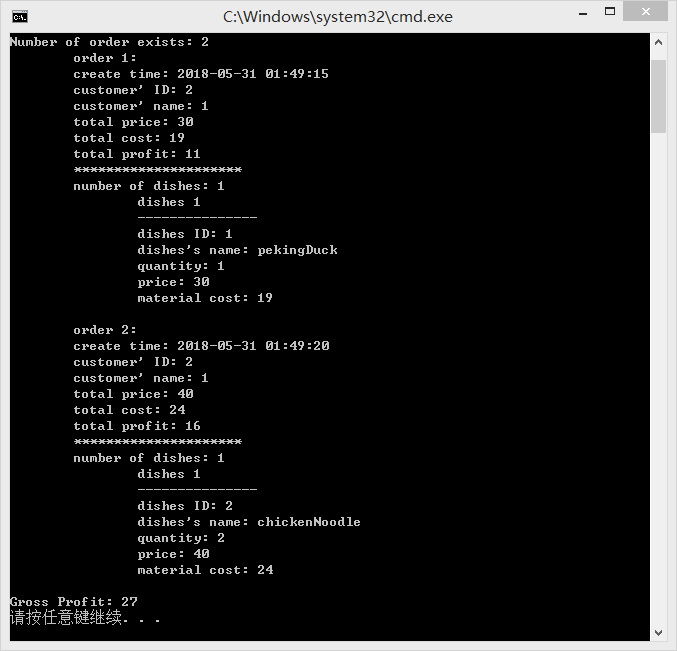 C:\Windows\system32\cmd.exe
Number of order exists: 2
order 1:
create time: 2018-05-31 01:49:15
customer' ID: 2
customer' name: 1
total price: 30
total cost: 19
total profit: 11
*********************
number of dishes: 1
dishes 1
---------------
dishes ID: 1
dishes's name: pekingDuck
quantity: 1
price: 30
material cost: 19
order 2:
create time: 2018-05-31 01:49:20
customer' ID: 2
customer' name: 1
total price: 40
total cost: 24
total profit: 16
*********************
number of dishes: 1
dishes 1
---------------
dishes ID: 2
dishes's name: chickenNoodle
quantity: 2
price: 40
material cost: 24
Gross Profit: 27
请按任意键继续. . .